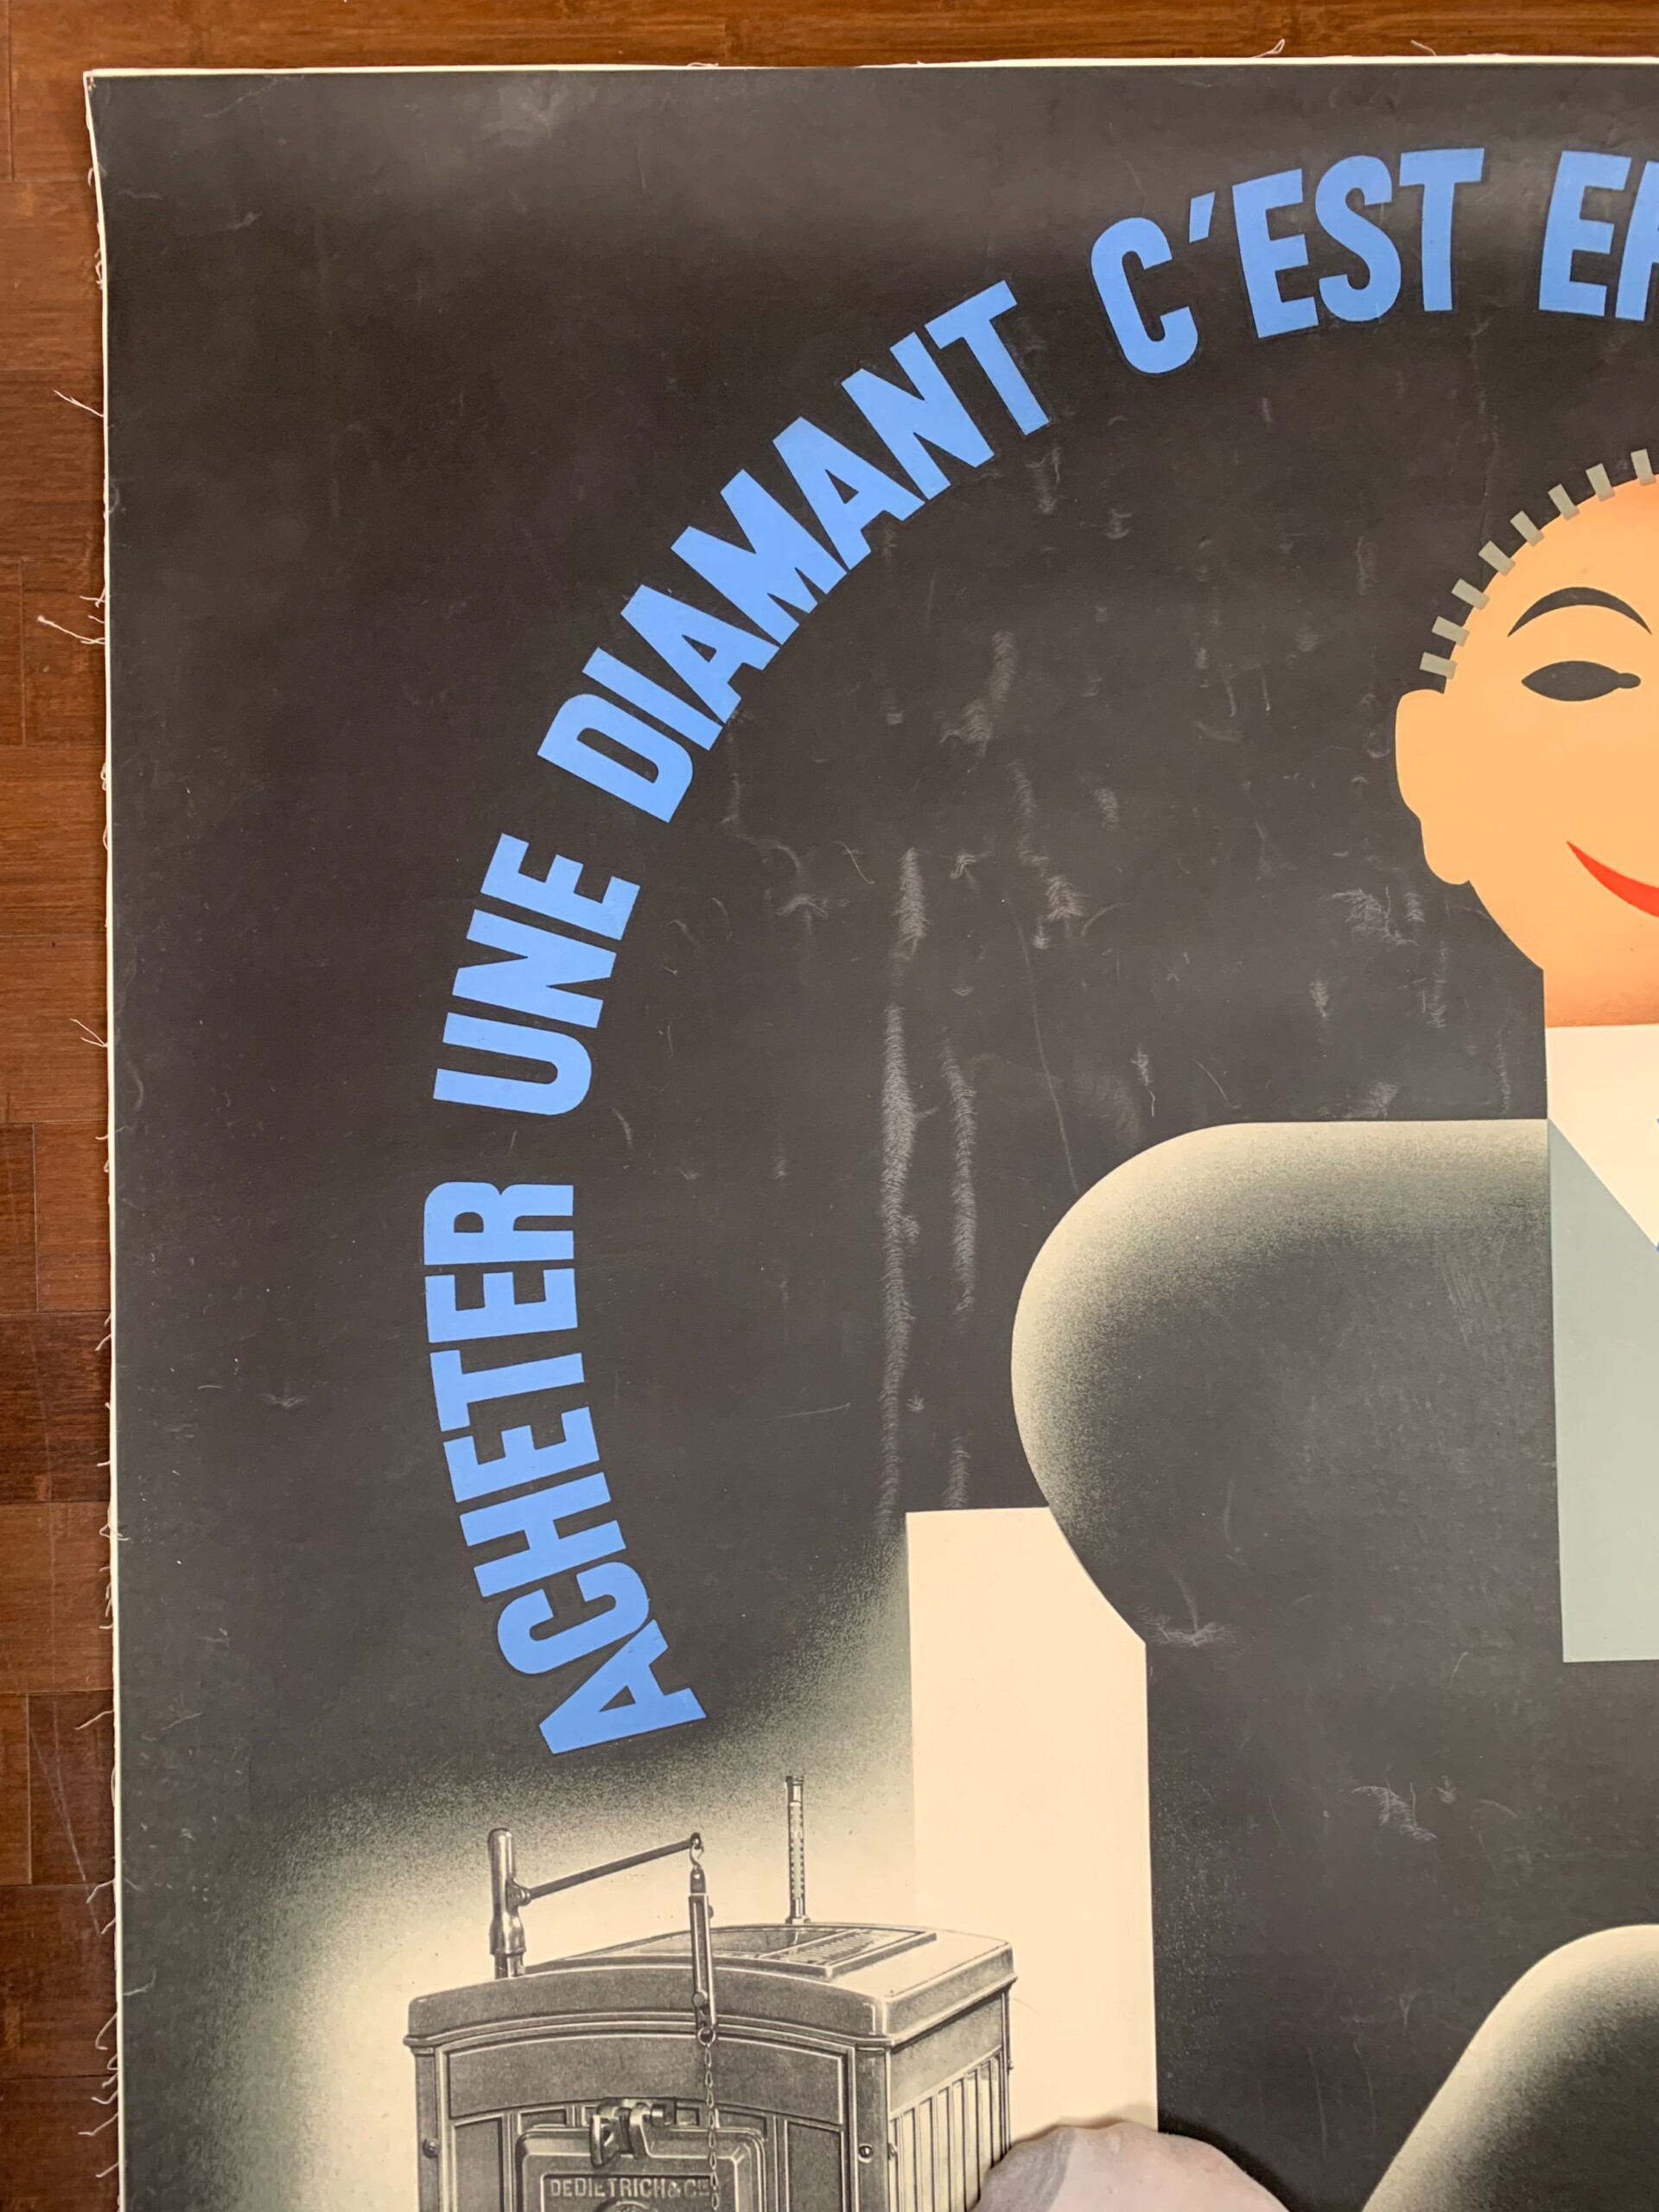 ACHETER UNE DIAMANT C'EST
DEDIETRICH & CIE